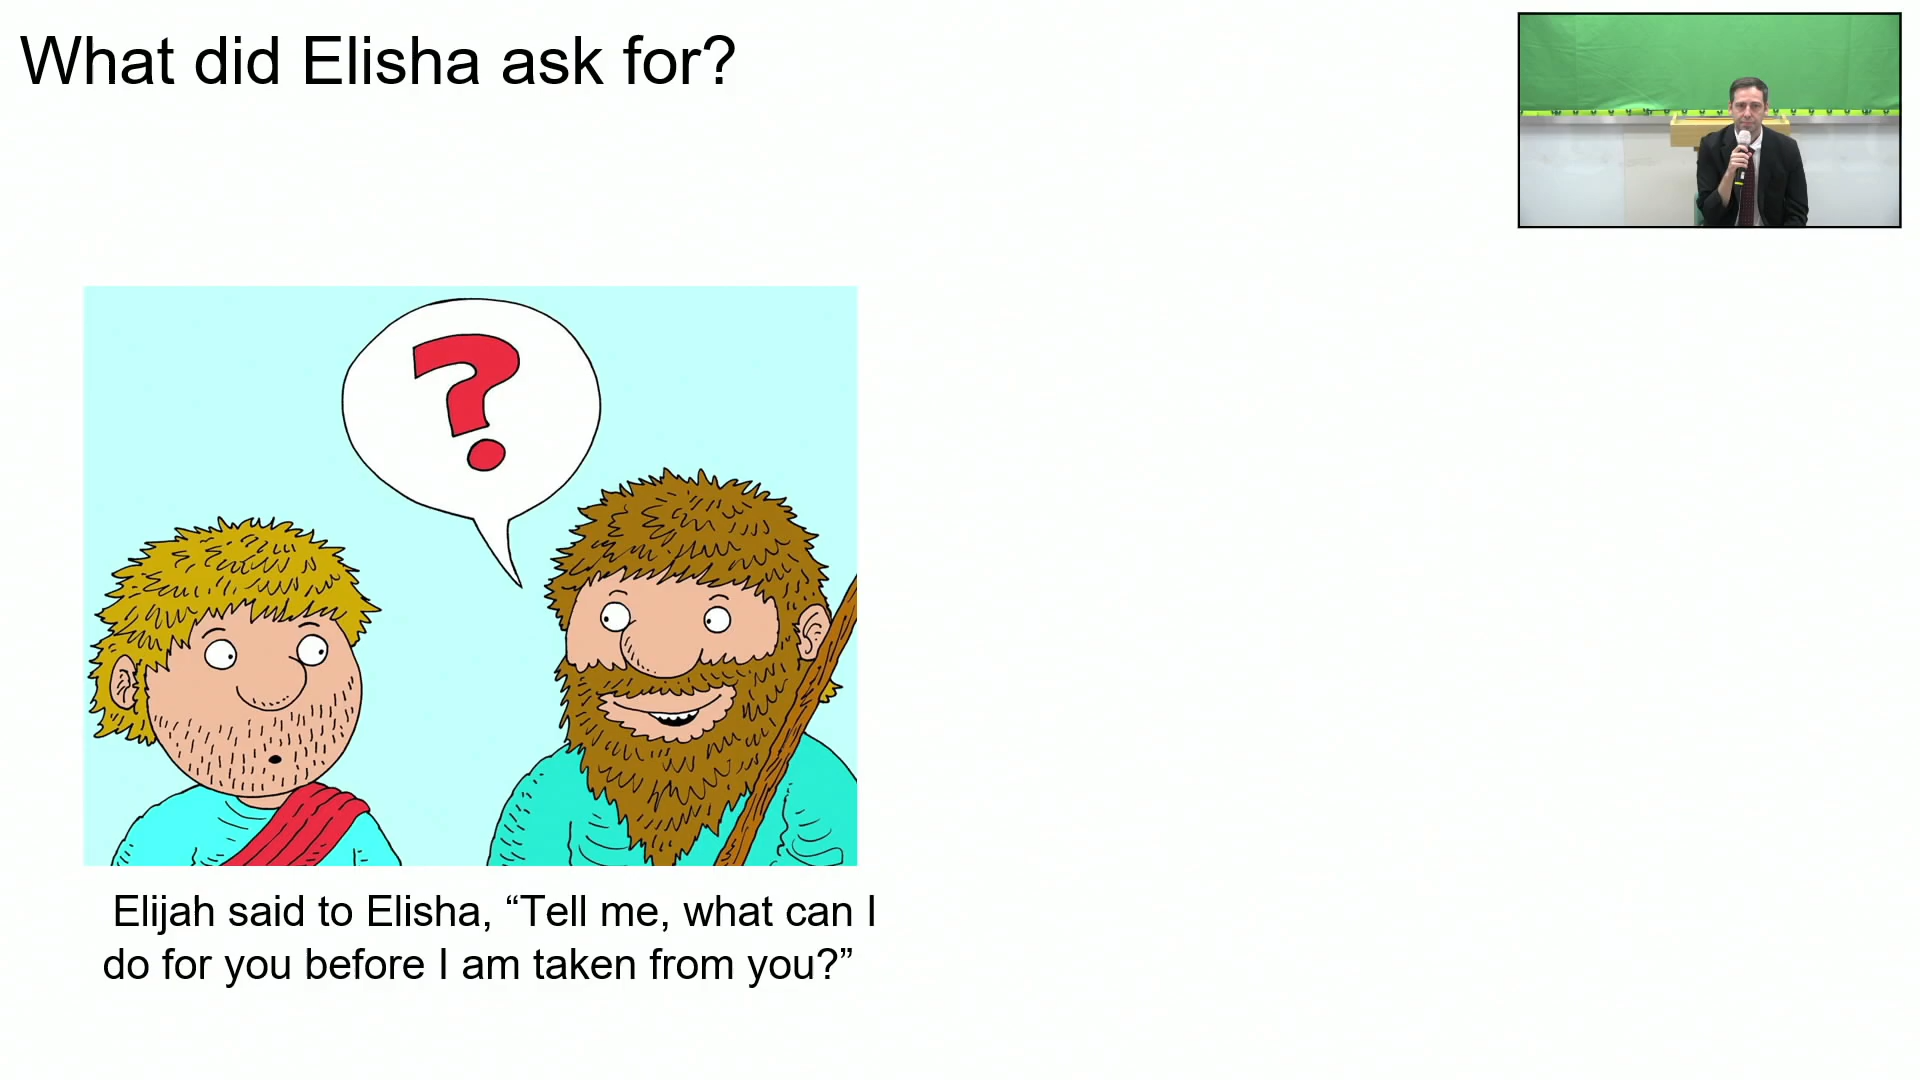 What did Elisha ask for?
?
Elijah said to Elisha, “Tell me, what can I
do for you before I am taken from you?”